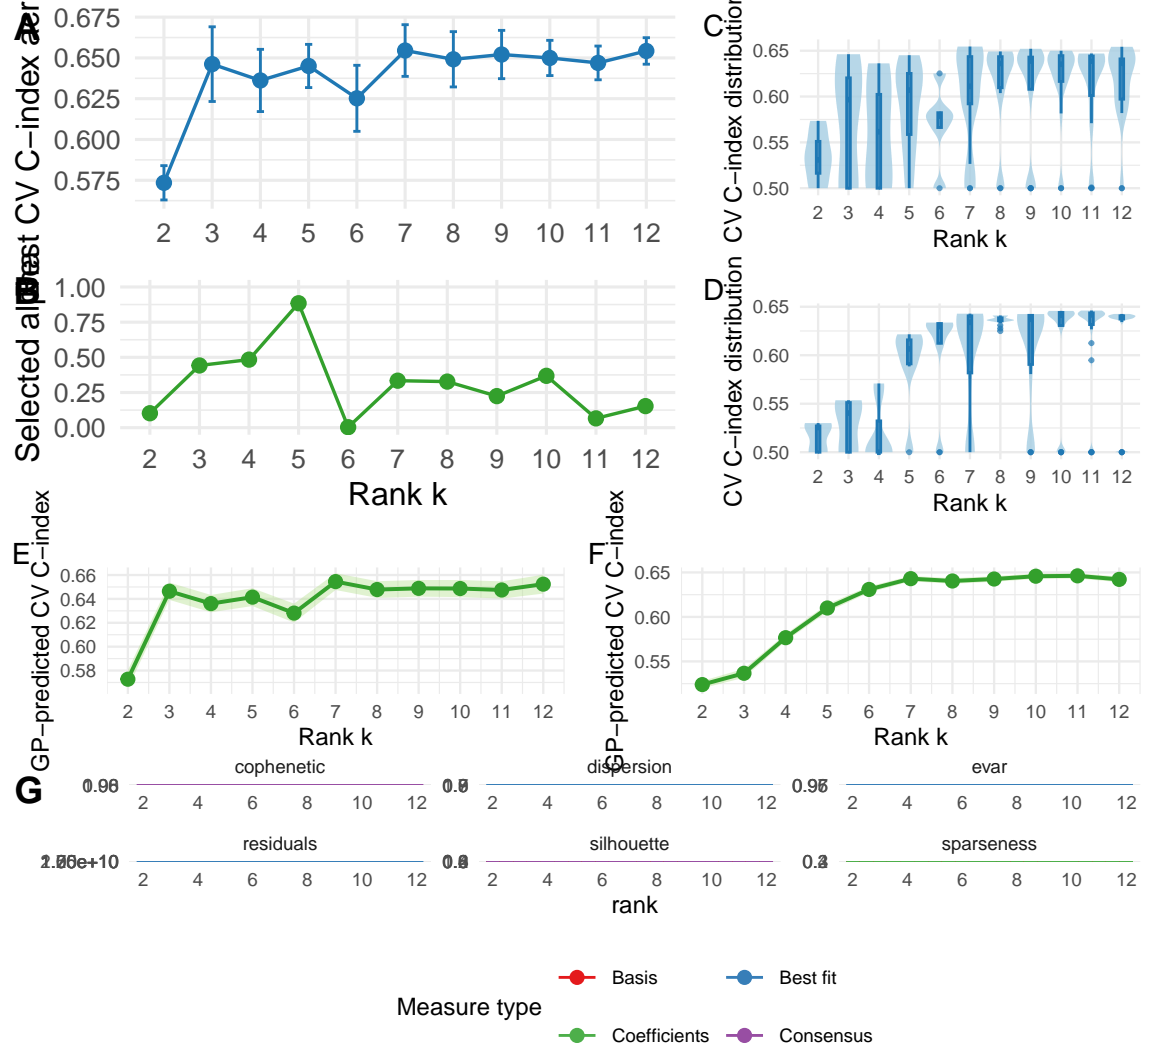 A
0.675
0.650
0.625
0.600
0.575
2 3 4 5 6 7 8 9 10 11 12
Best CV C−index
1.00
0.75
0.50
0.25
0.00
Selected
2 3 4 5 6 7 8 9 10 11 12
Rank k
C
CV C−index distribution
0.65
0.60
0.55
0.50
2 3 4 5 6 7 8 9 10 11 12
Rank k
D
CV C−index distribution
0.65
0.60
0.55
0.50
2 3 4 5 6 7 8 9 10 11 12
Rank k
E
GP−predicted CV C−index
0.66
0.64
0.62
0.60
0.58
2 3 4 5 6 7 8 9 10 11 12
Rank k
F
GP−predicted CV C−index
0.65
0.60
0.55
2 3 4 5 6 7 8 9 10 11 12
Rank k
G
cophenetic
2 4 6 8 10 12
dispersion
2 4 6 8 10 12
evar
2 4 6 8 10 12
residuals
2 4 6 8 10 12
silhouette
2 4 6 8 10 12
sparseness
2 4 6 8 10 12
rank
Measure type
Basis
Best fit
Coefficients
Consensus